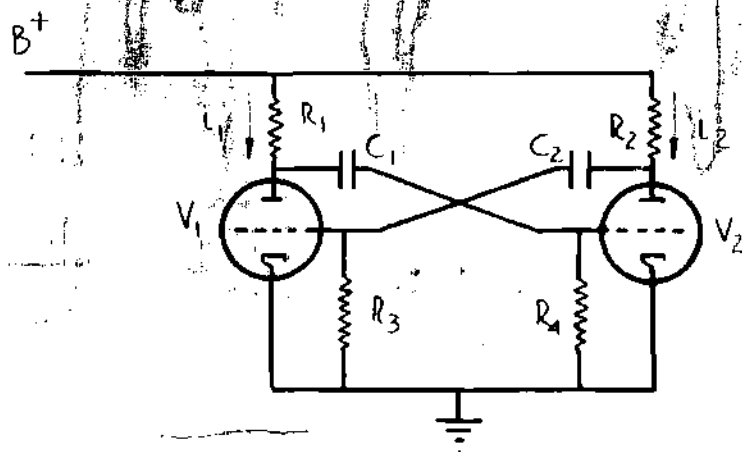 B+
i₁ R₁ C₁ C₂ R₂ i₂
V₁ V₂
R₃ R₄